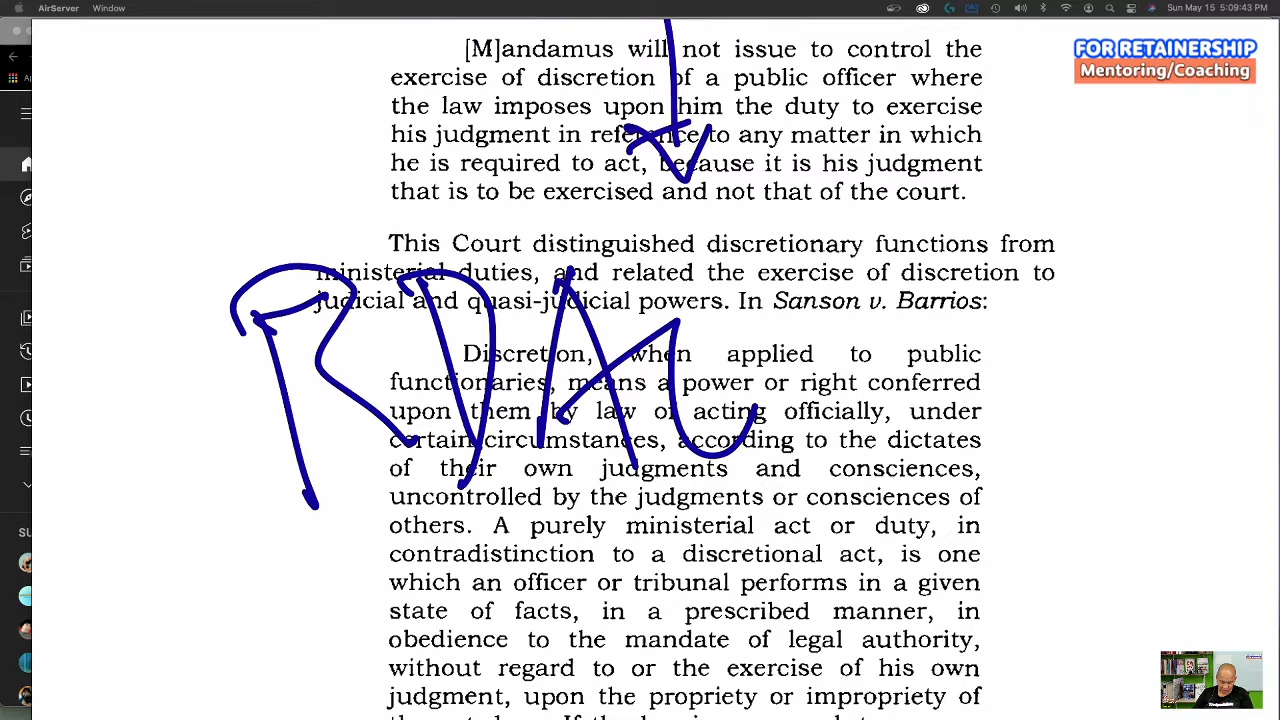 AirServer Window Sun May 15 5:09:43 PM
FOR RETAINERSHIP
Mentoring/Coaching
[M]andamus will not issue to control the
exercise of discretion of a public officer where
the law imposes upon him the duty to exercise
his judgment in reference to any matter in which
he is required to act, because it is his judgment
that is to be exercised and not that of the court.
This Court distinguished discretionary functions from
ministerial duties, and related the exercise of discretion to
judicial and quasi-judicial powers. In Sanson v. Barrios:
RDAC
Discretion, when applied to public
functionaries, means a power or right conferred
upon them by law of acting officially, under
certain circumstances, according to the dictates
of their own judgments and consciences,
uncontrolled by the judgments or consciences of
others. A purely ministerial act or duty, in
contradistinction to a discretional act, is one
which an officer or tribunal performs in a given
state of facts, in a prescribed manner, in
obedience to the mandate of legal authority,
without regard to or the exercise of his own
judgment, upon the propriety or impropriety of